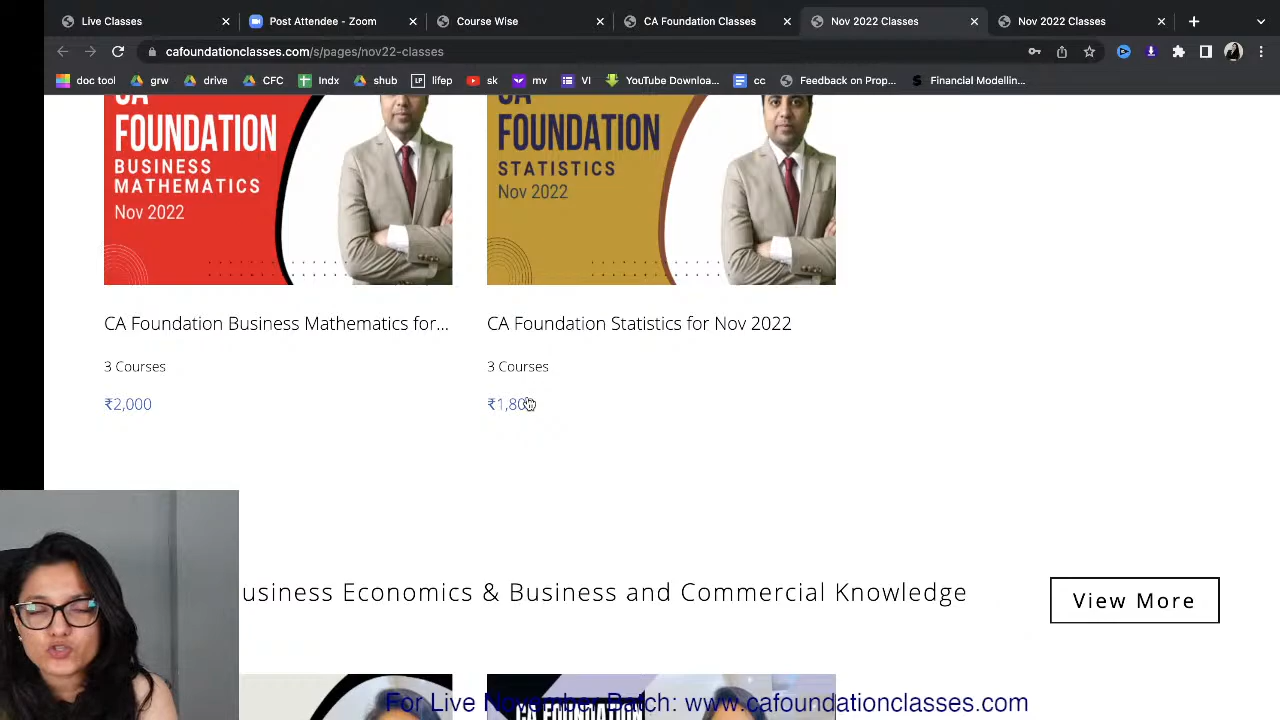 Live Classes
Post Attendee - Zoom
Course Wise
CA Foundation Classes
Nov 2022 Classes
Nov 2022 Classes
cafoundationclasses.com/s/pages/nov22-classes
doc tool
grw
drive
CFC
Indx
shub
LP lifep
sk
mv
VI
YouTube Downloa...
cc
Feedback on Prop...
Financial Modellin...
CA
FOUNDATION
BUSINESS
MATHEMATICS
Nov 2022
CA
FOUNDATION
STATISTICS
Nov 2022
CA Foundation Business Mathematics for...
3 Courses
₹2,000
CA Foundation Statistics for Nov 2022
3 Courses
usiness Economics & Business and Commercial Knowledge
View More
CA FOUNDATION
For Live November Batch: www.cafoundationclasses.com